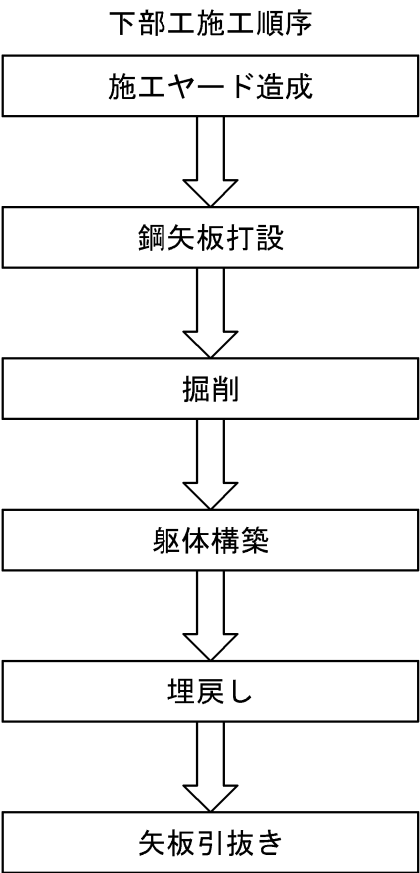 下部工施工順序
施工ヤード造成
鋼矢板打設
掘削
躯体構築
埋戻し
矢板引抜き